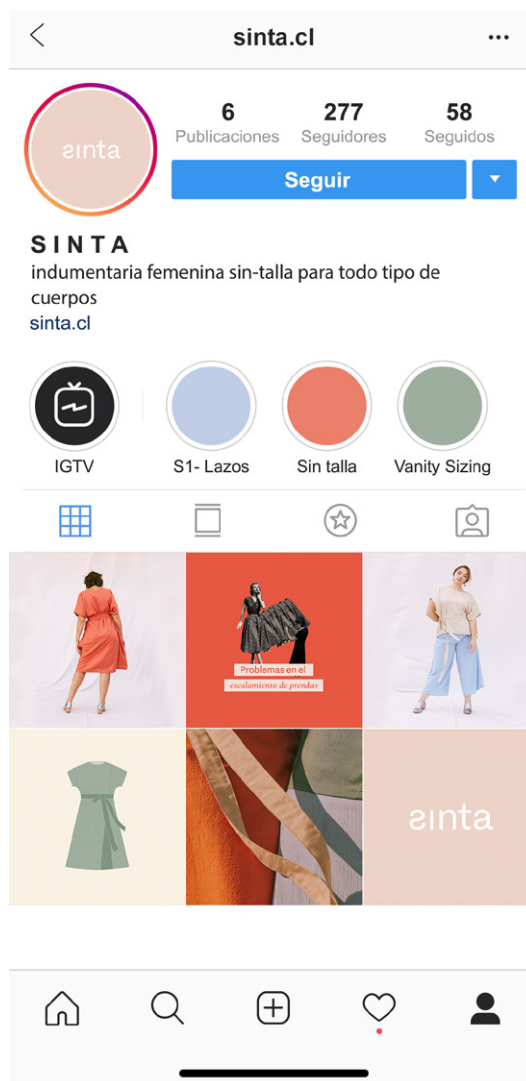 sinta.cl
6 277 58
Publicaciones Seguidores Seguidos
sinta
Seguir
SINTA
indumentaria femenina sin-talla para todo tipo de
cuerpos
sinta.cl
IGTV S1- Lazos Sin talla Vanity Sizing
Problemas en el
escalamiento de prendas
sinta